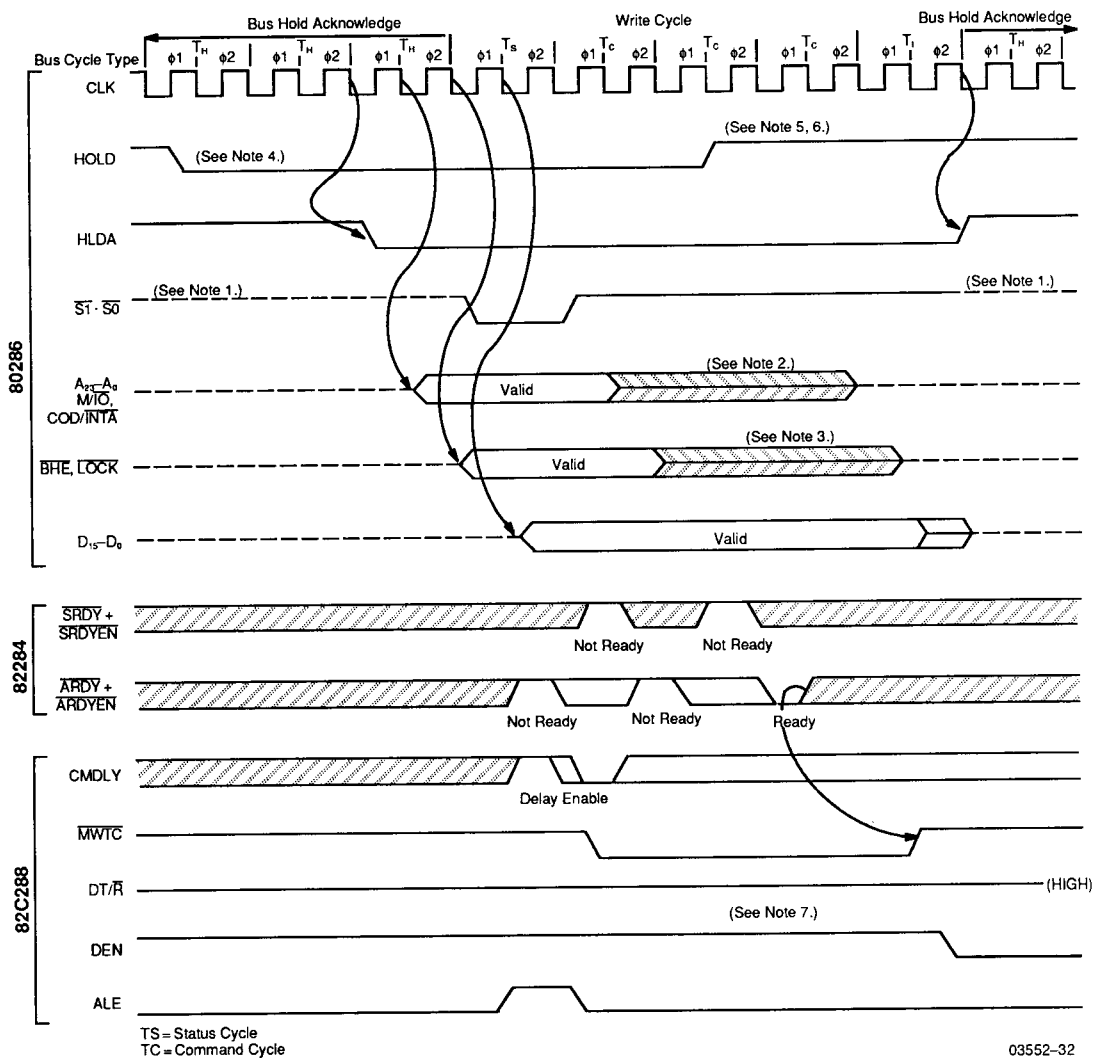 Bus Hold Acknowledge
Write Cycle
Bus Hold Acknowledge
Bus Cycle Type
ϕ1 TH ϕ2 ϕ1 TH ϕ2 ϕ1 TH ϕ2 ϕ1 TS ϕ2 ϕ1 TC ϕ2 ϕ1 TC ϕ2 ϕ1 TC ϕ2 ϕ1 TI ϕ2 ϕ1 TH ϕ2
CLK
HOLD
(See Note 4.)
(See Note 5, 6.)
HLDA
S1 · S0
(See Note 1.)
(See Note 1.)
80286
A23–A0
M/IO,
COD/INTA
Valid
(See Note 2.)
BHE, LOCK
Valid
(See Note 3.)
D15–D0
Valid
82284
SRDY +
SRDYEN
Not Ready
Not Ready
ARDY +
ARDYEN
Not Ready
Not Ready
Ready
82C288
CMDLY
Delay Enable
MWTC
DT/R
(HIGH)
(See Note 7.)
DEN
ALE
TS = Status Cycle
TC = Command Cycle
03552–32